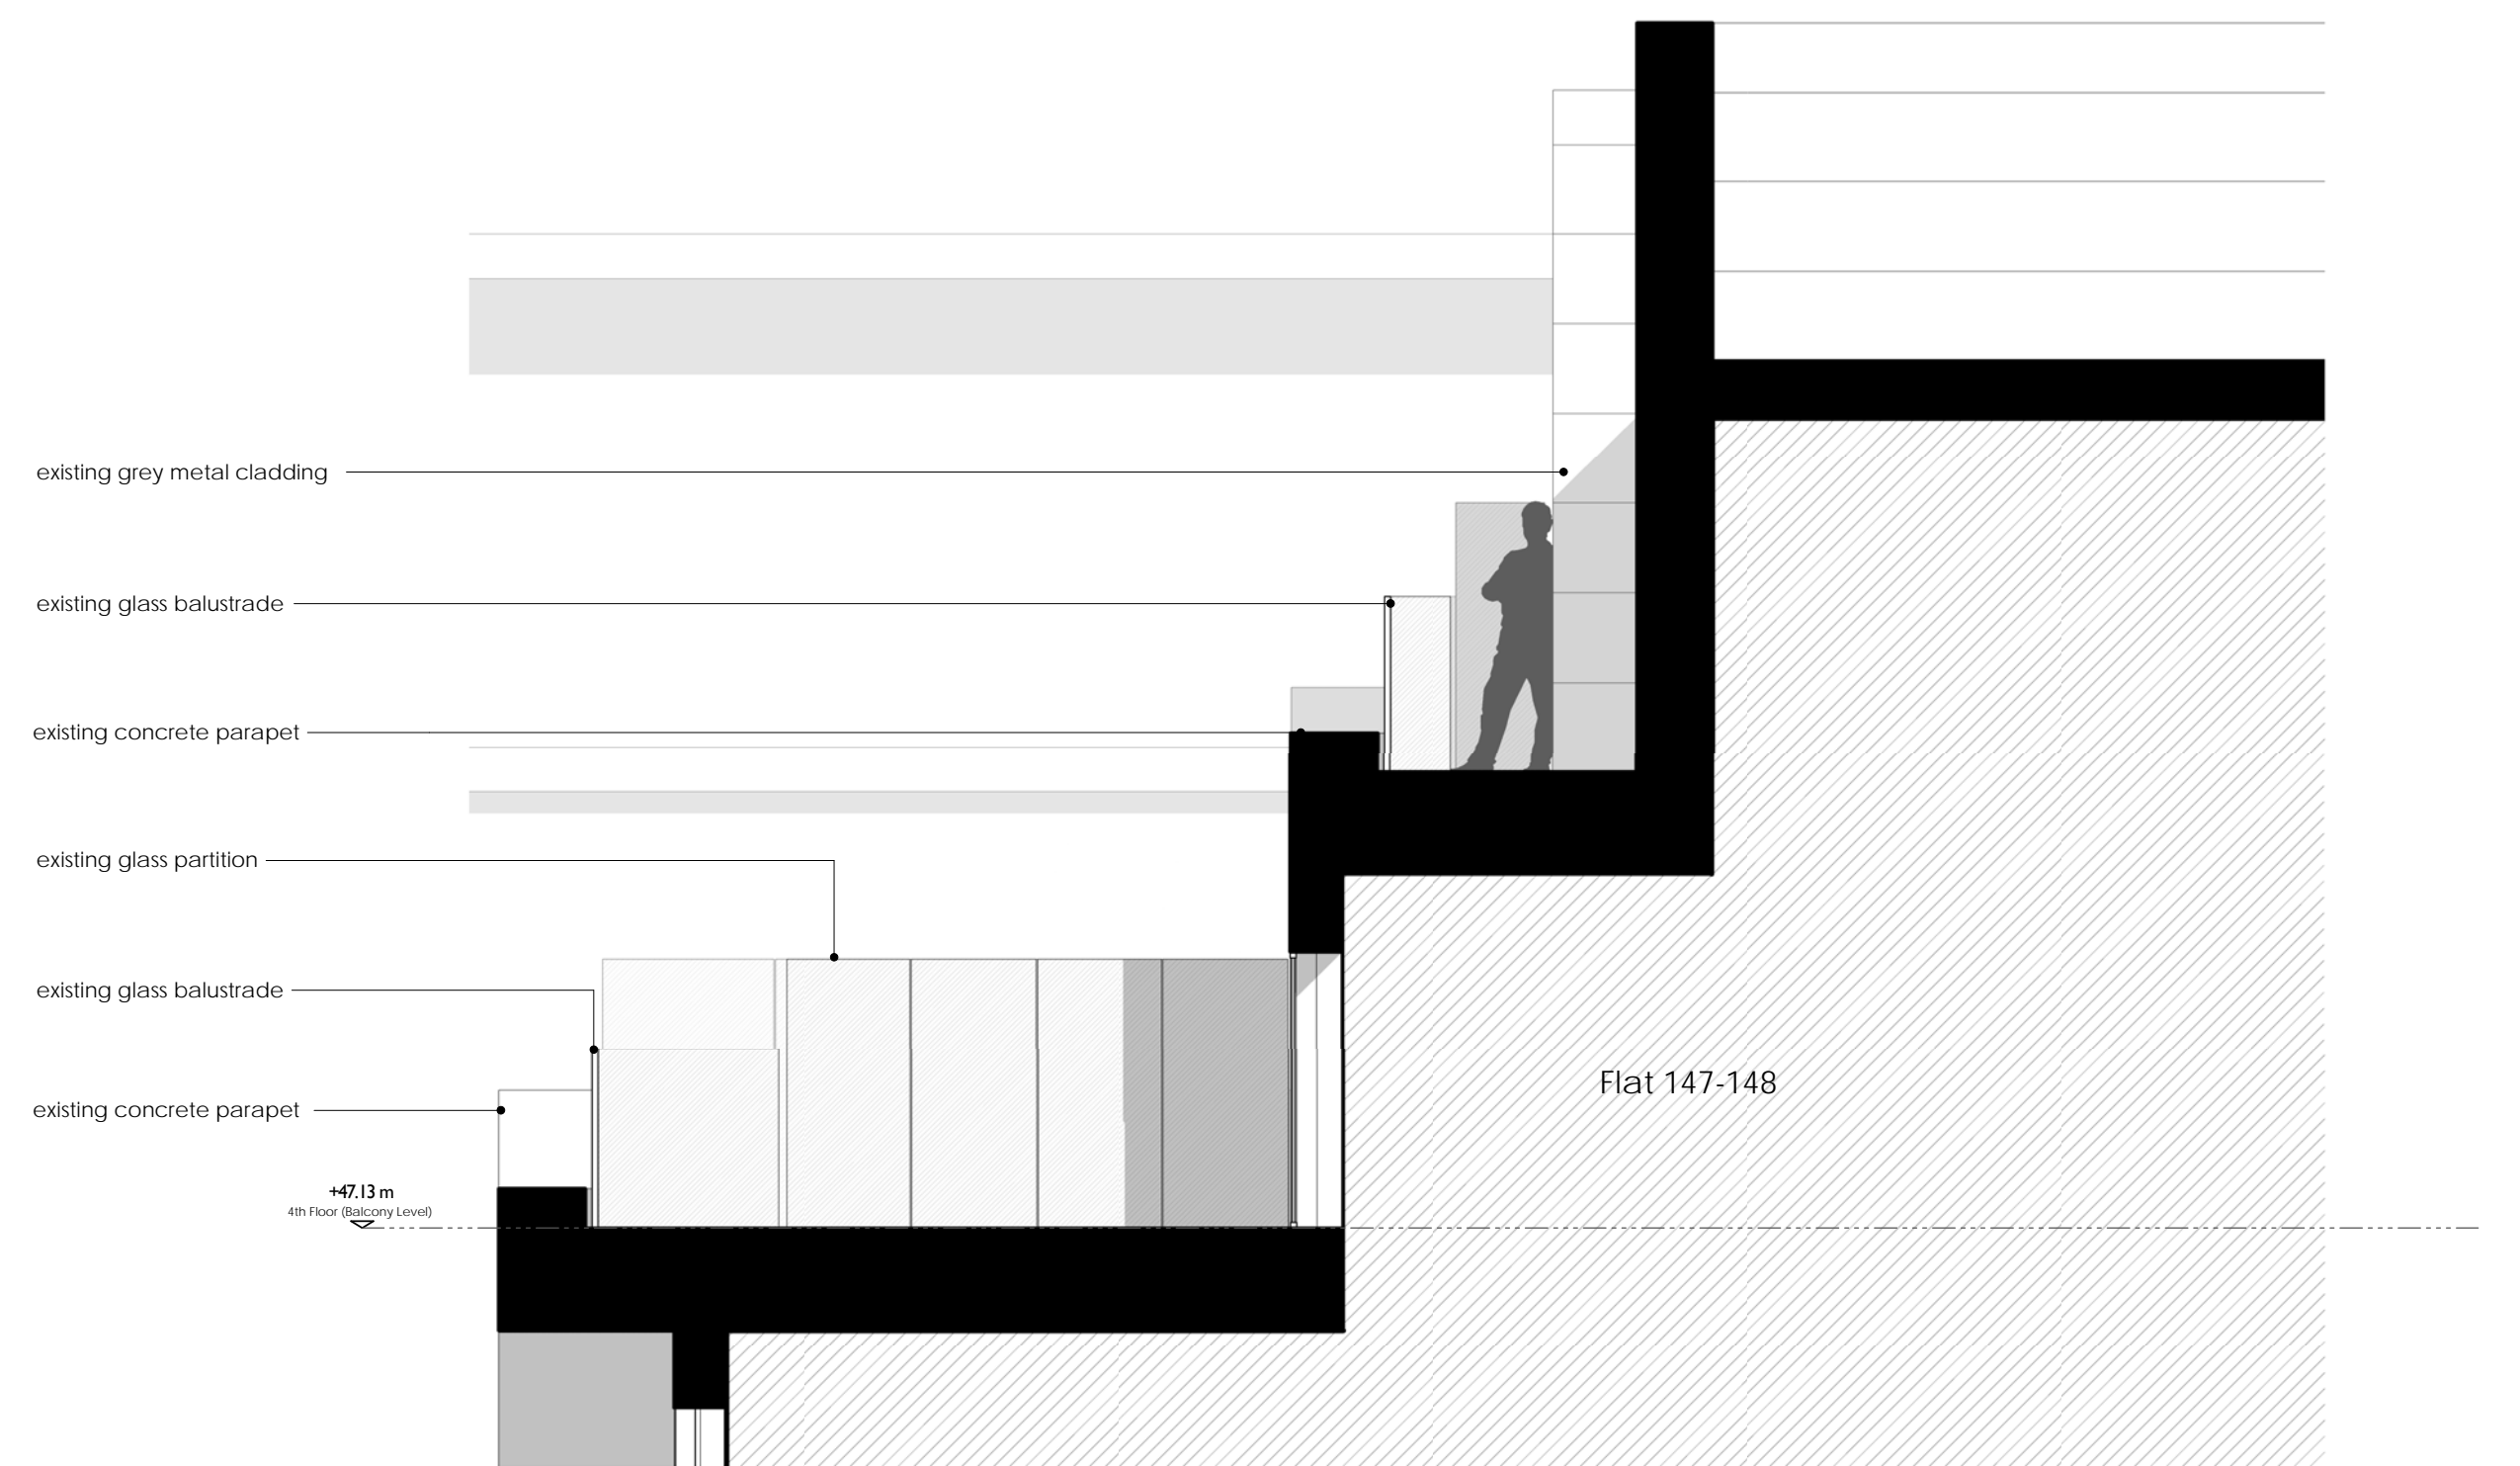 existing grey metal cladding
existing glass balustrade
existing concrete parapet
existing glass partition
existing glass balustrade
Flat 147-148
existing concrete parapet
+47.13 m
4th Floor (Balcony Level)